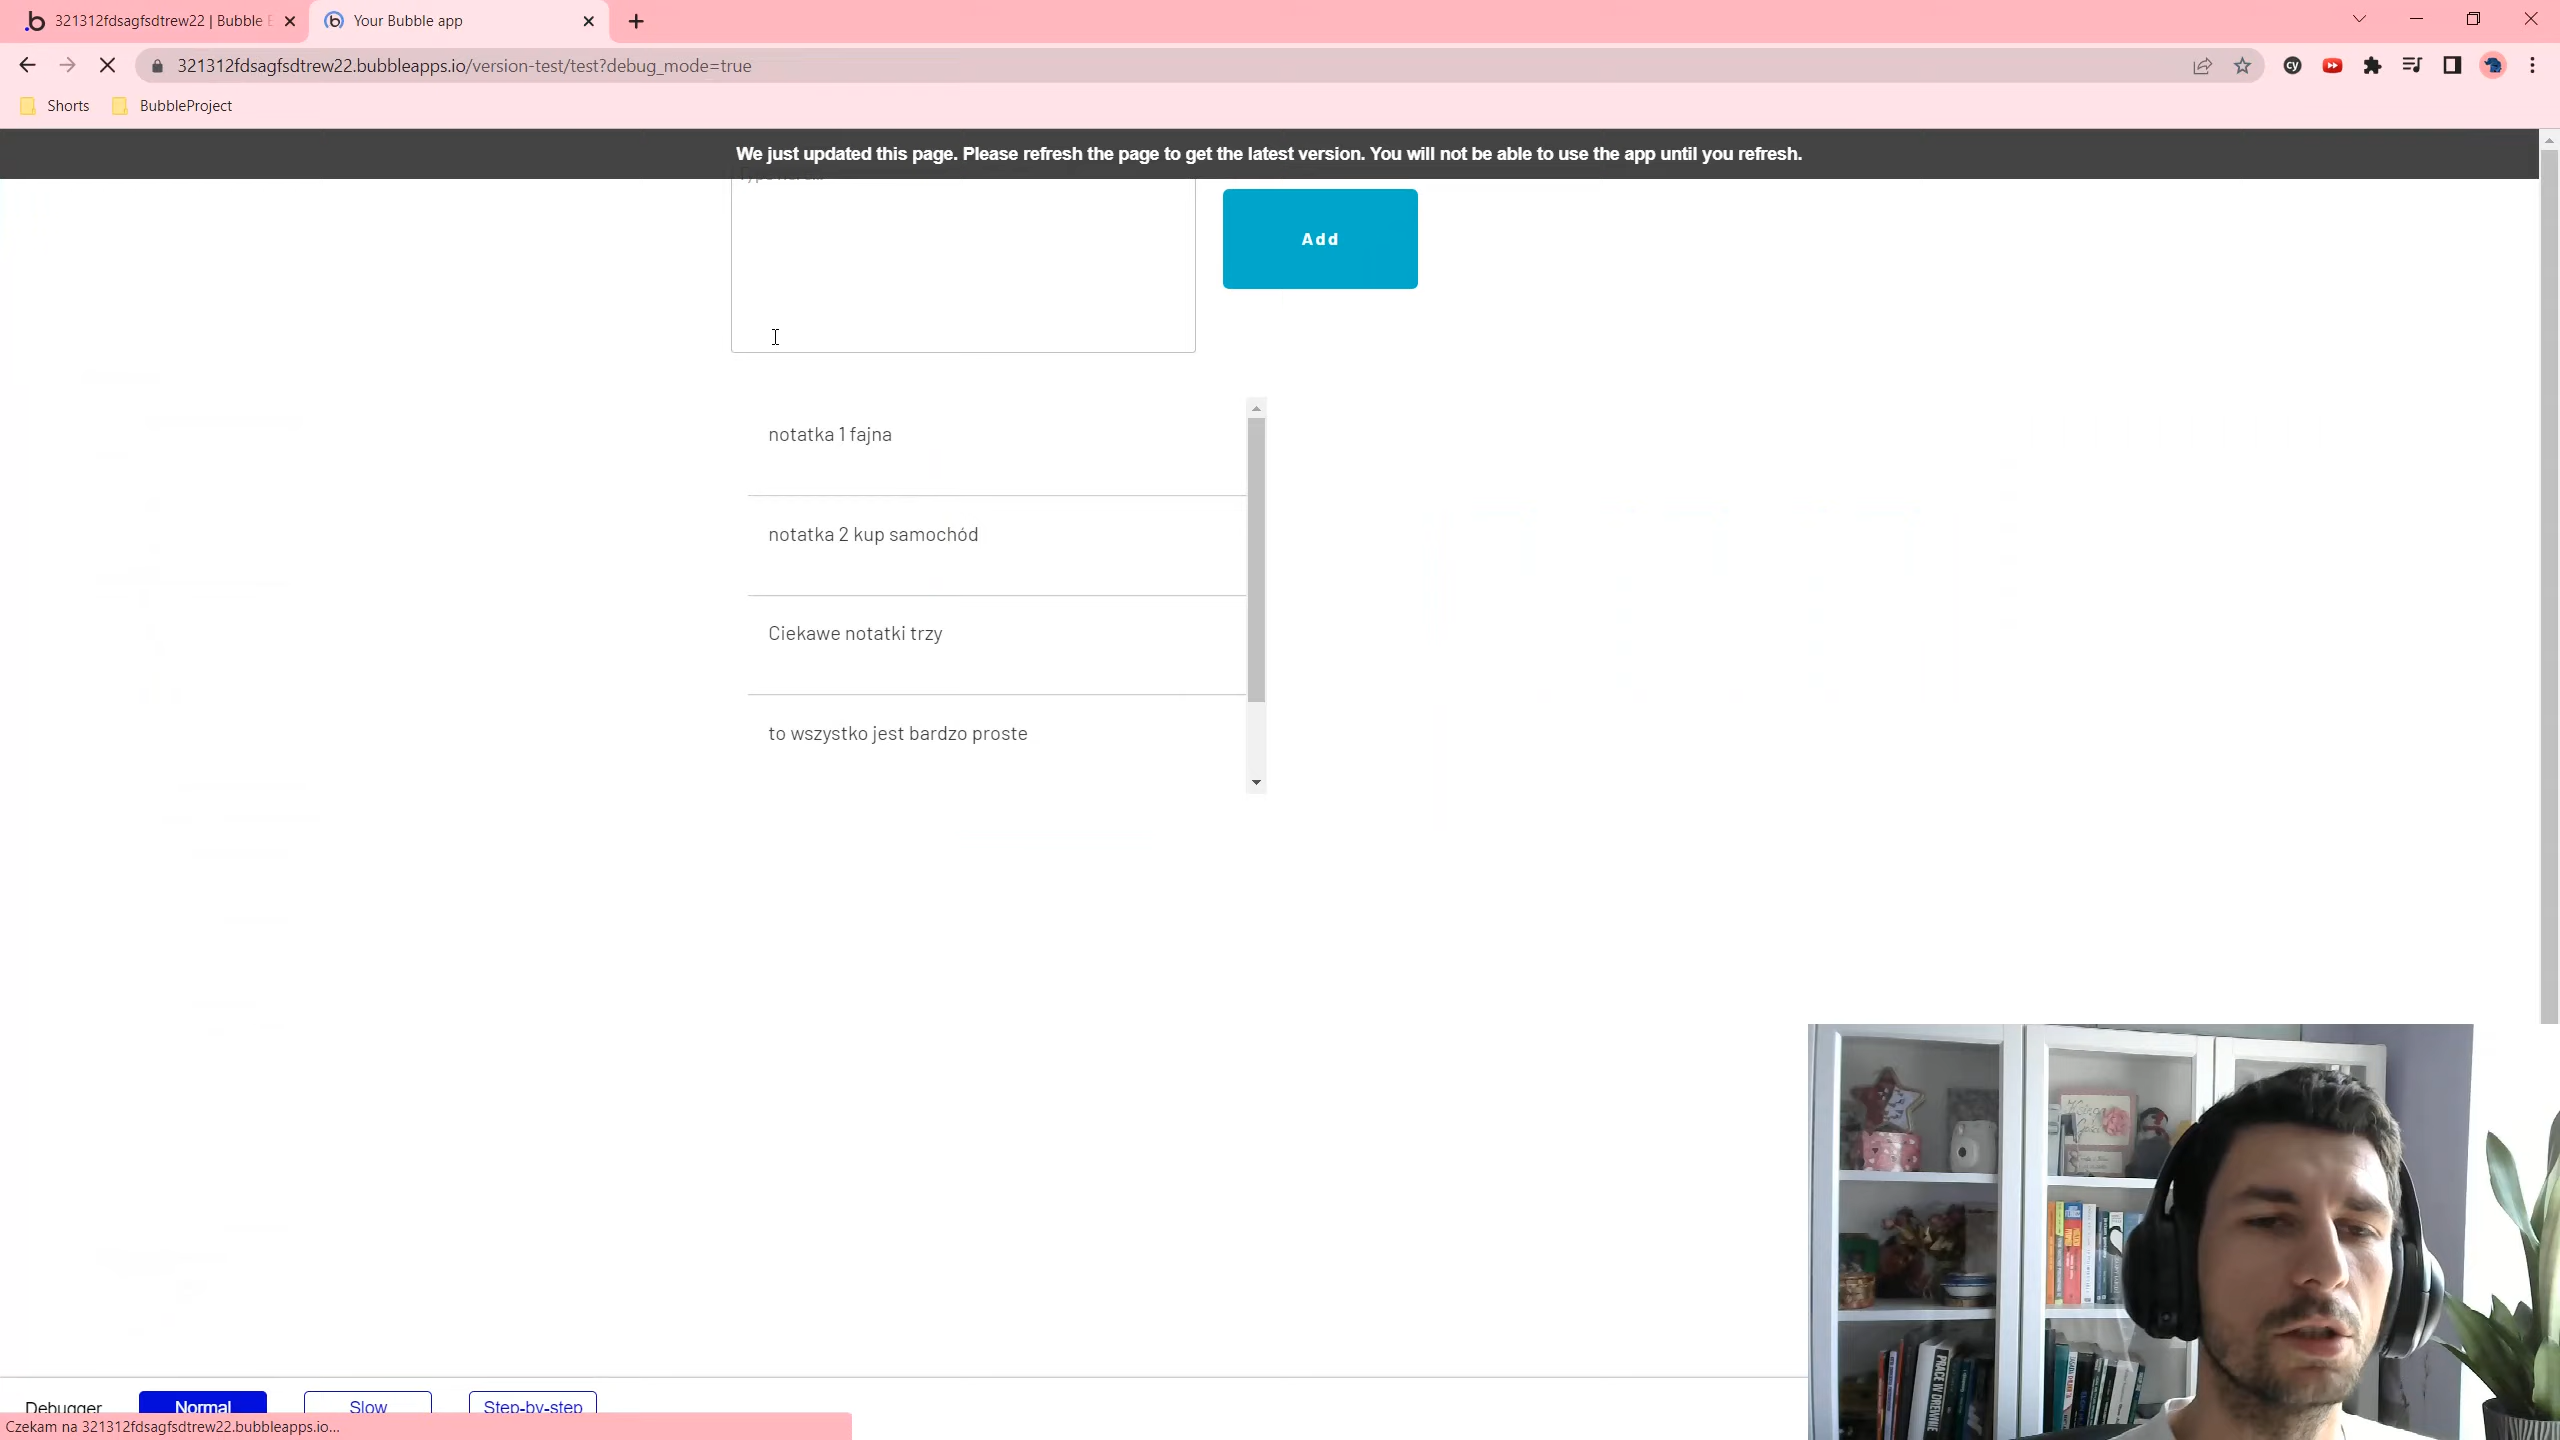 321312fdsagfsdtrew22 | Bubble E
Your Bubble app
321312fdsagfsdtrew22.bubbleapps.io/version-test/test?debug_mode=true
Shorts
BubbleProject
We just updated this page. Please refresh the page to get the latest version. You will not be able to use the app until you refresh.
Add
notatka 1 fajna
notatka 2 kup samochód
Ciekawe notatki trzy
to wszystko jest bardzo proste
Debugger
Normal
Slow
Step-by-step
Czekam na 321312fdsagfsdtrew22.bubbleapps.io...
PRACE W DREWNIE